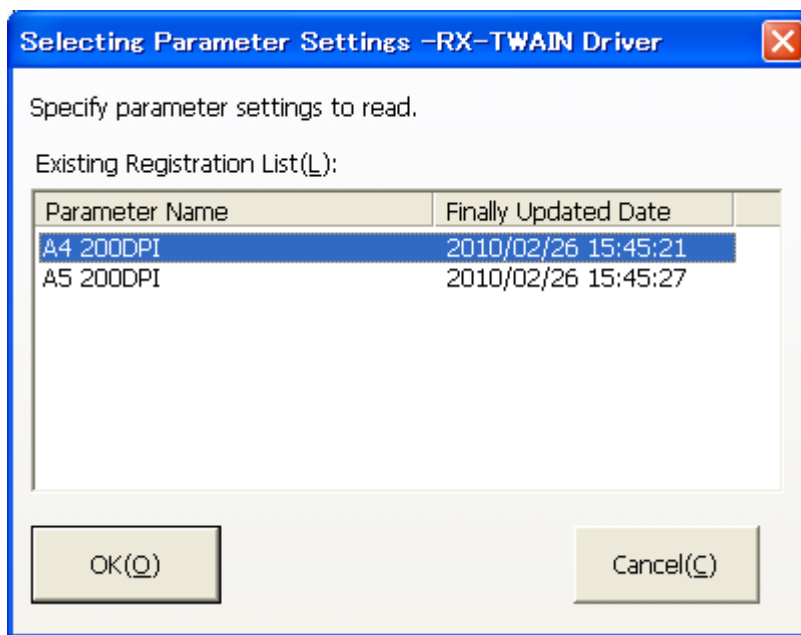 Selecting Parameter Settings -RX-TWAIN Driver
Specify parameter settings to read.
Existing Registration List(L):
Parameter Name Finally Updated Date
A4 200DPI 2010/02/26 15:45:21
A5 200DPI 2010/02/26 15:45:27
OK(O) Cancel(C)